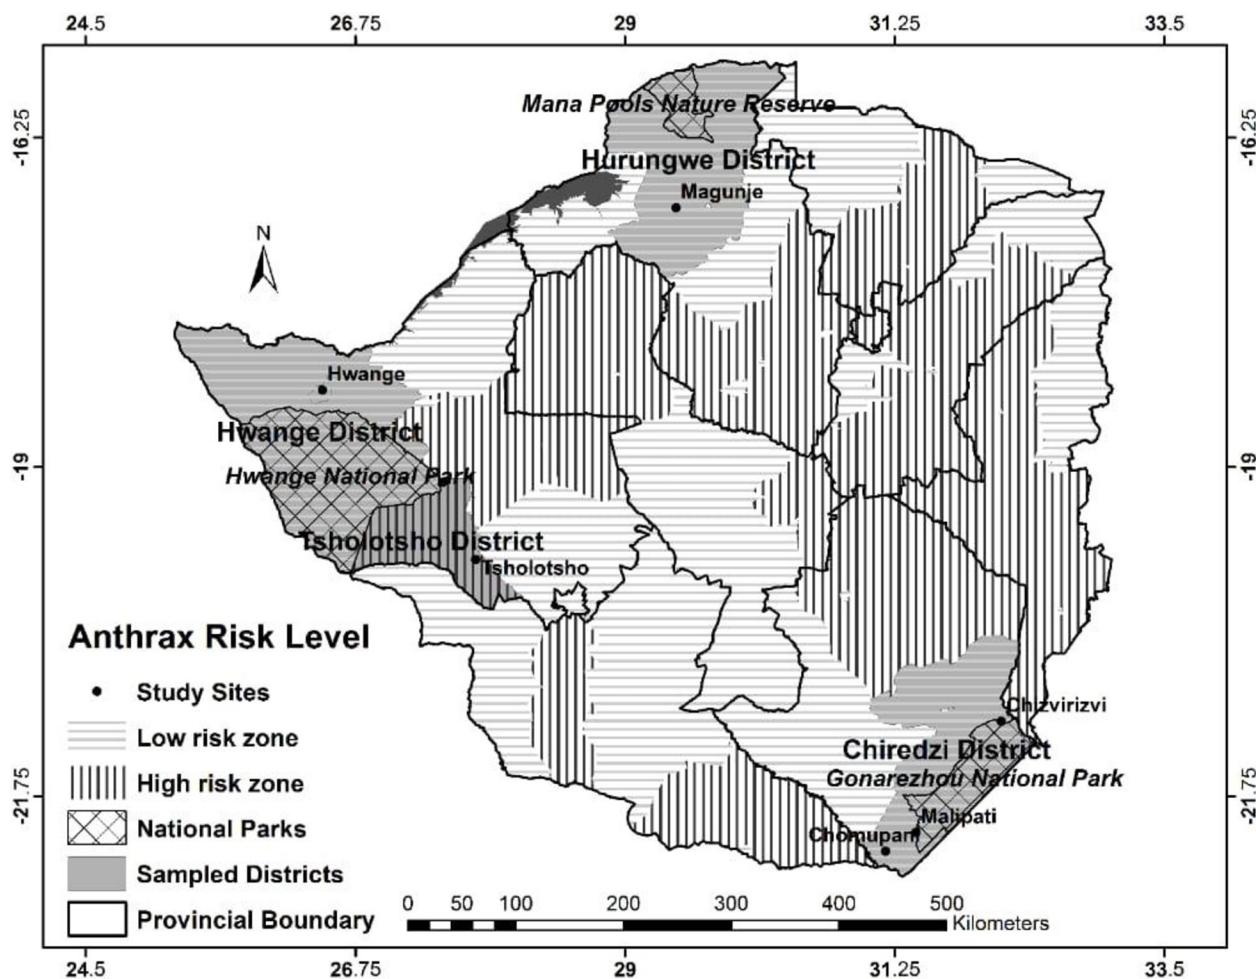 24.5 26.75 29 31.25 33.5
Mana Pools Nature Reserve
-16.25 -16.25
Hurungwe District
Magunje
N
Hwange
Hwange District
-19 -19
Hwange National Park
Tsholotsho District
Tsholotsho
Anthrax Risk Level
Study Sites
Low risk zone
High risk zone
National Parks
Sampled Districts
Provincial Boundary
Chizvirizvi
Chiredzi District
Gonarezhou National Park
-21.75 -21.75
Malipati
Chomupani
0 50 100 200 300 400 500
Kilometers
24.5 26.75 29 31.25 33.5